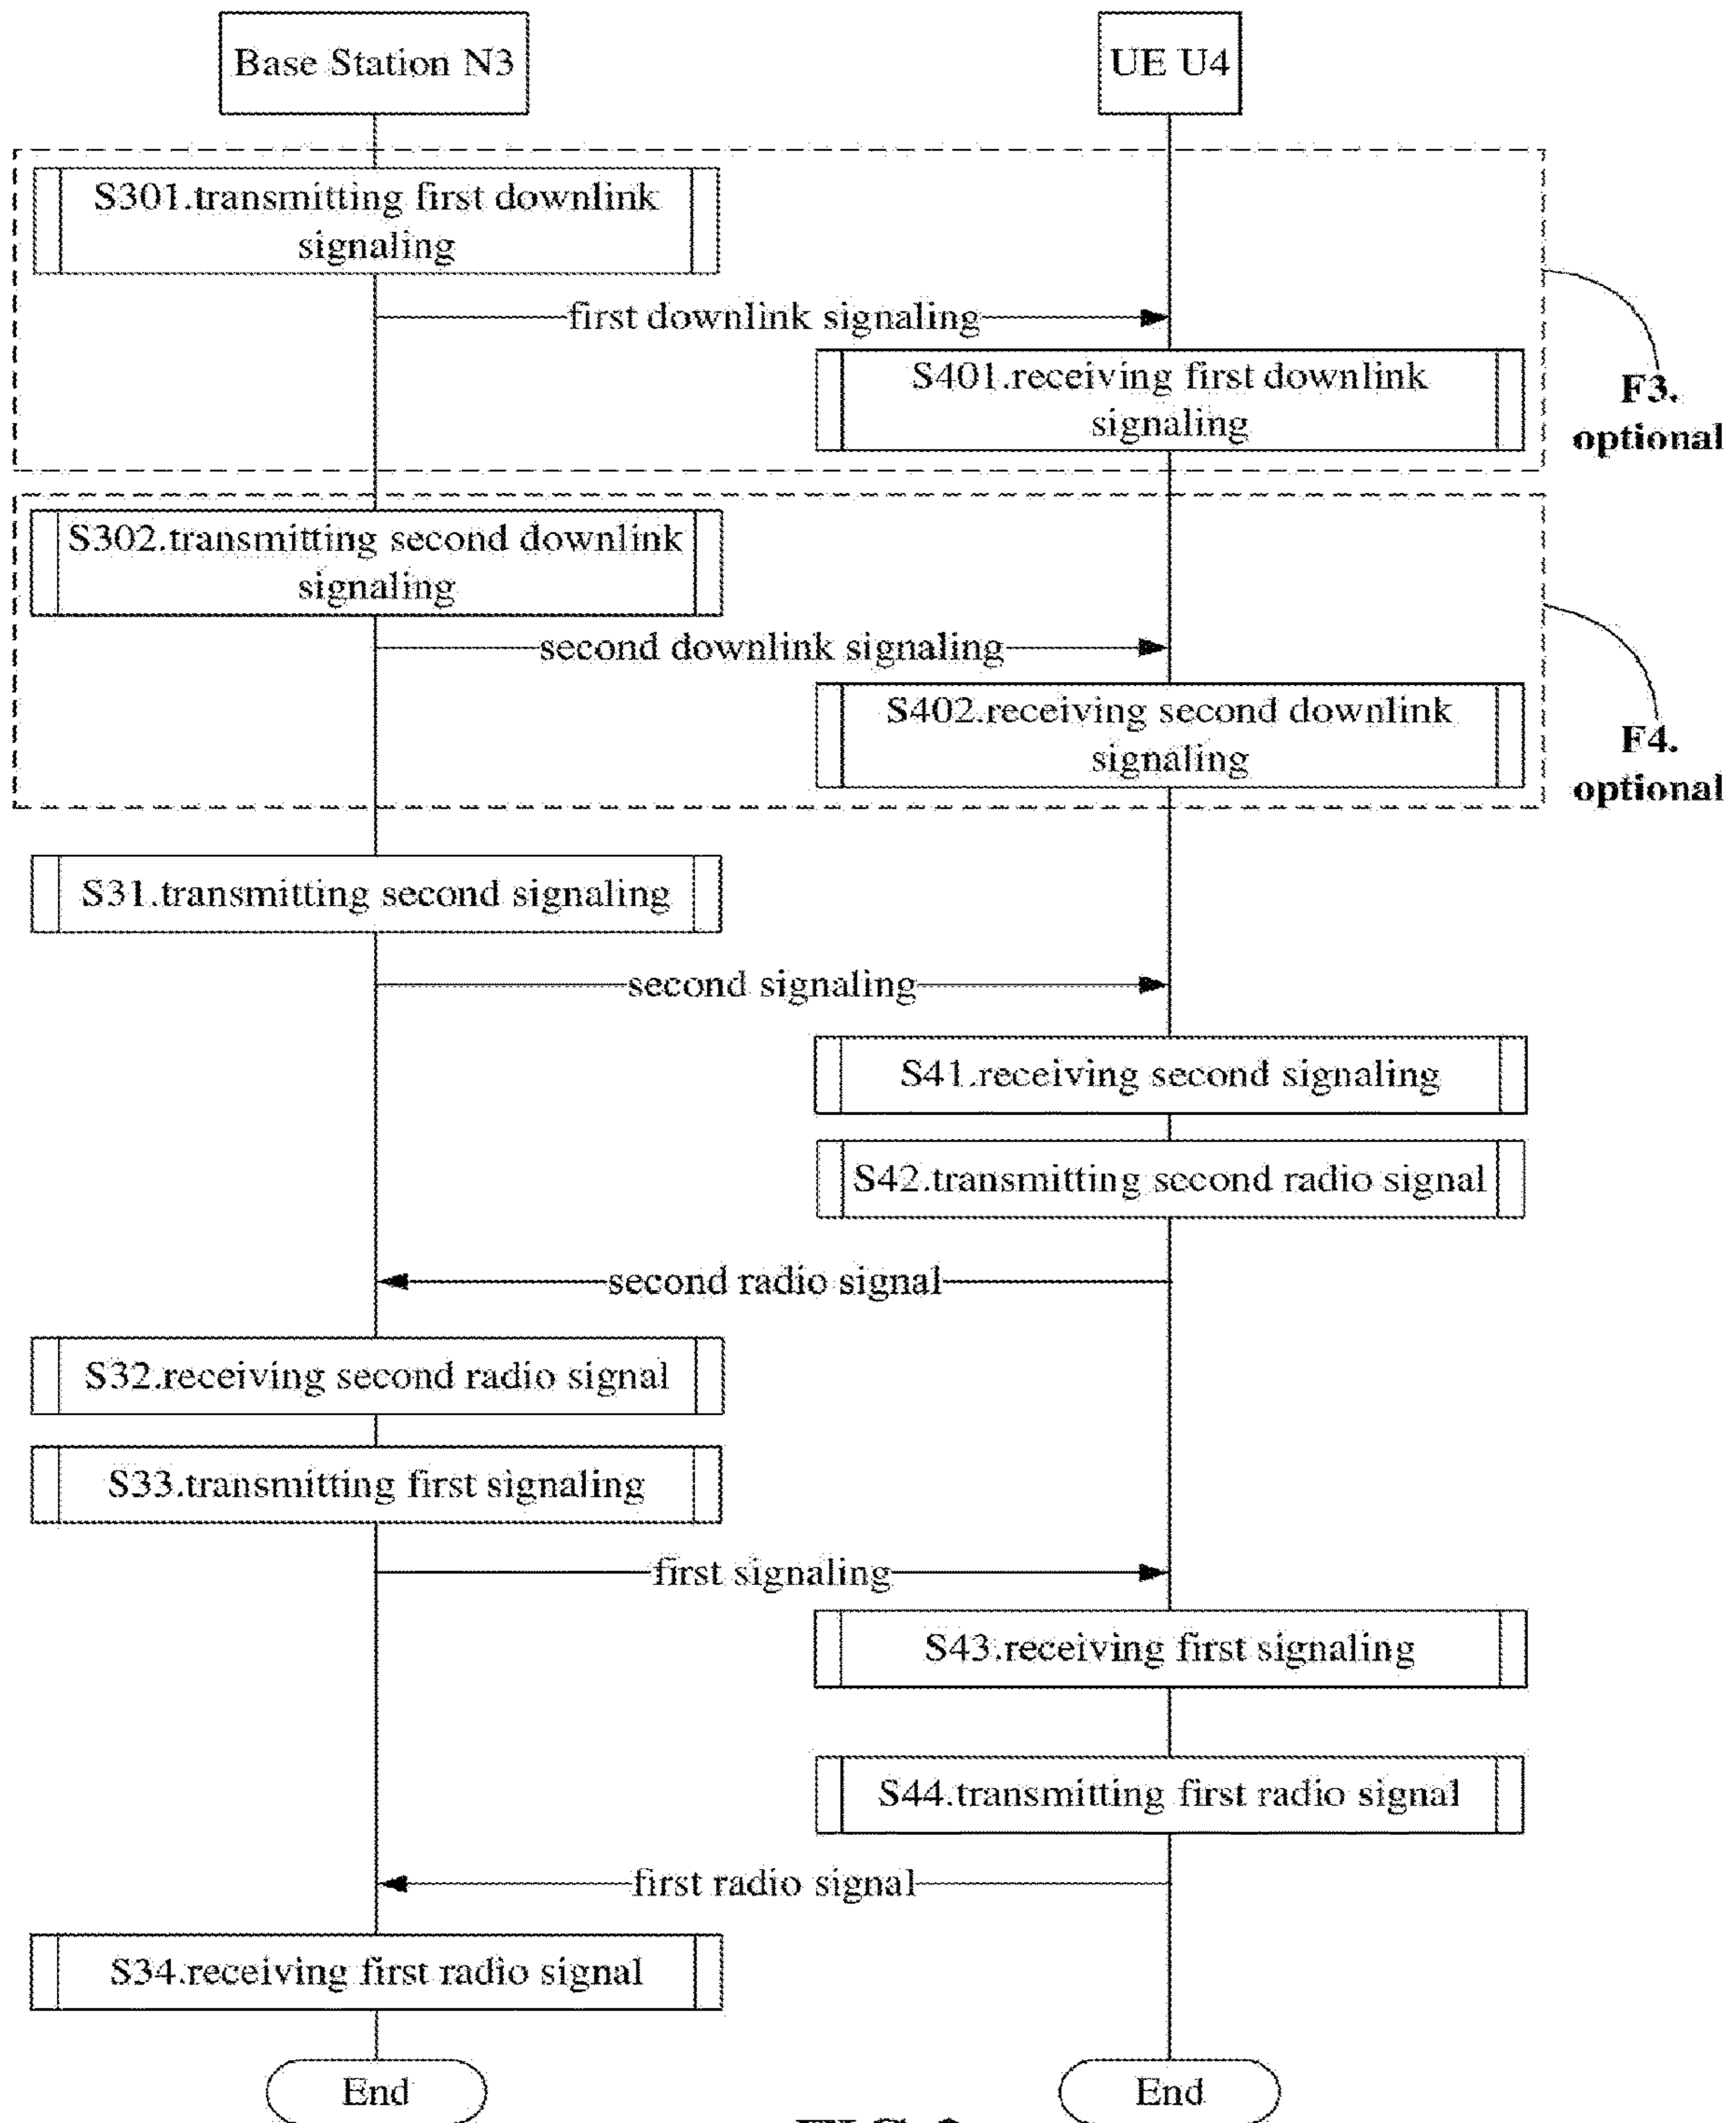 Base Station N3
UE U4
S301.transmitting first downlink
signaling
first downlink signaling
S401.receiving first downlink
signaling
F3.
optional
S302.transmitting second downlink
signaling
second downlink signaling
S402.receiving second downlink
signaling
F4.
optional
S31.transmitting second signaling
second signaling
S41.receiving second signaling
S42.transmitting second radio signal
second radio signal
S32.receiving second radio signal
S33.transmitting first signaling
first signaling
S43.receiving first signaling
S44.transmitting first radio signal
first radio signal
S34.receiving first radio signal
End
End